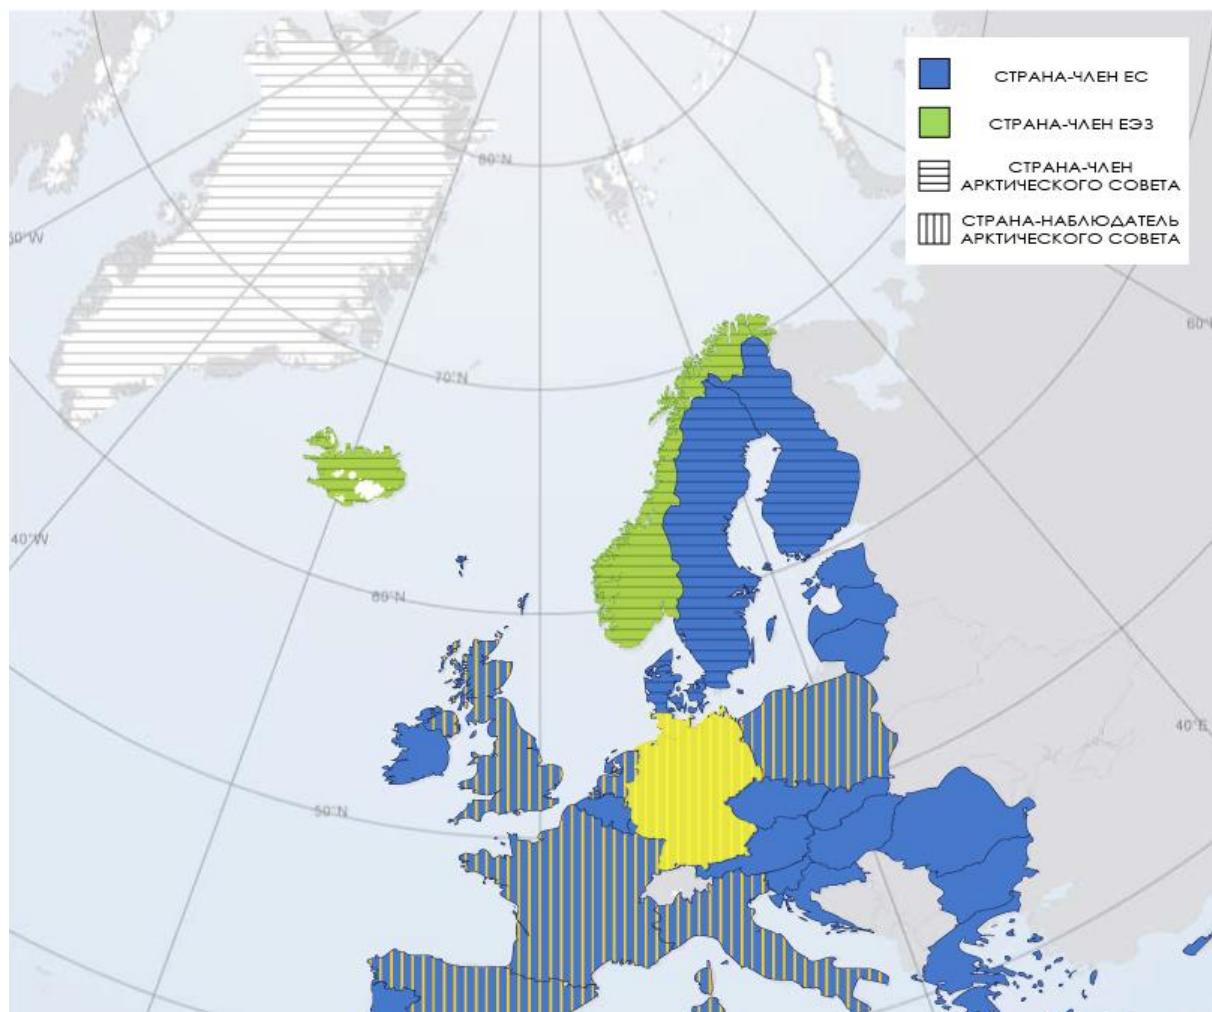 СТРАНА-ЧЛЕН ЕС
СТРАНА-ЧЛЕН ЕЭЗ
СТРАНА-ЧЛЕН
АРКТИЧЕСКОГО СОВЕТА
СТРАНА-НАБЛЮДАТЕЛЬ
АРКТИЧЕСКОГО СОВЕТА
80°N
70°N
40°W
60°N
50°N
40°E